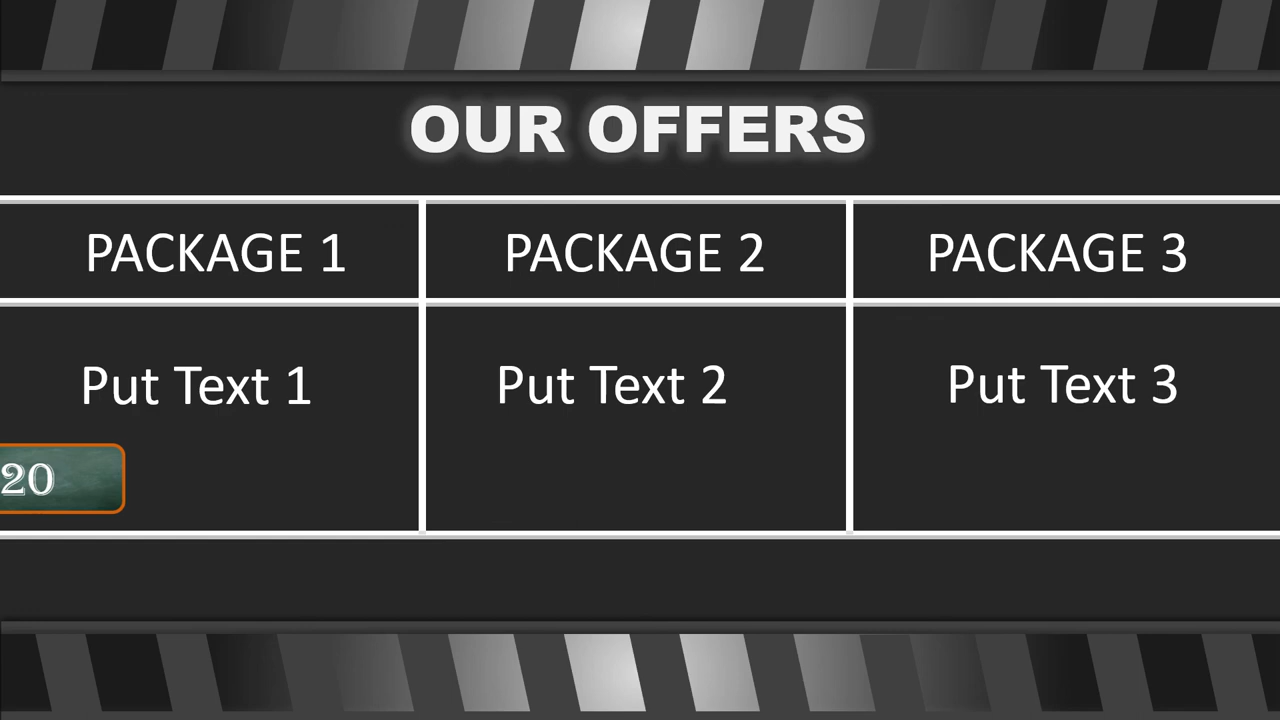 OUR OFFERS
PACKAGE 1 PACKAGE 2 PACKAGE 3
Put Text 1 Put Text 2 Put Text 3
20